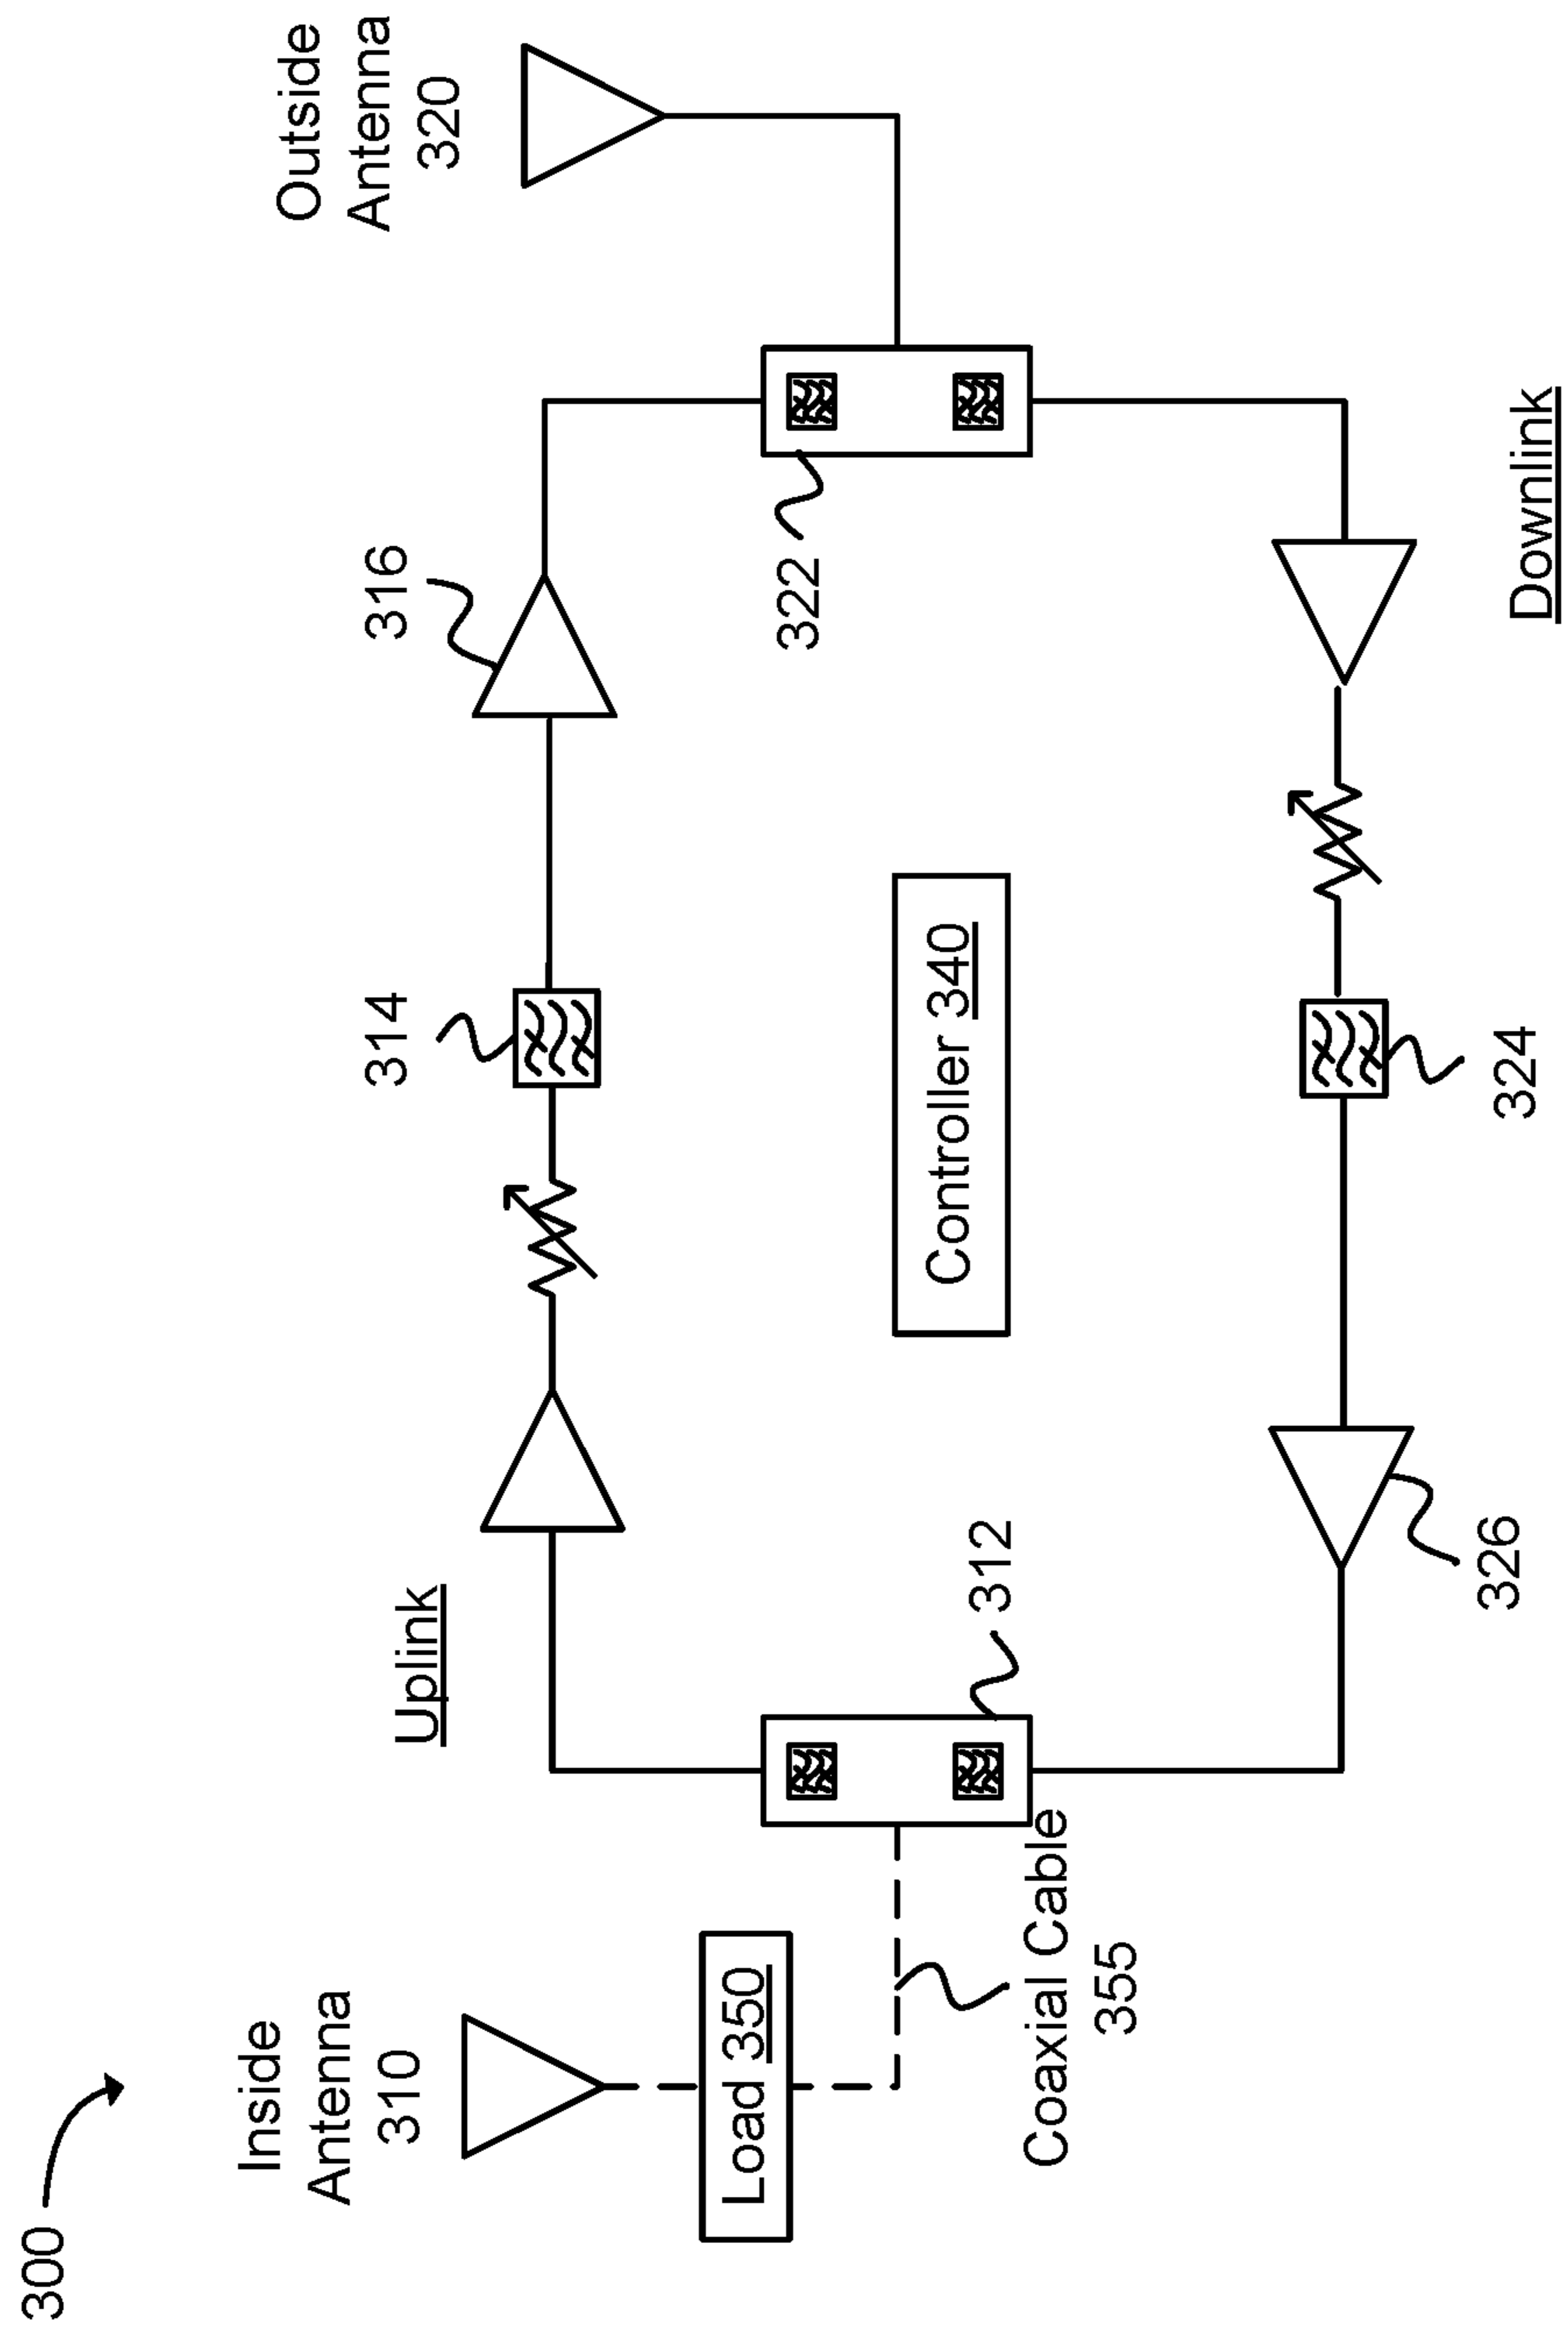 300
Inside
Antenna
310
Outside
Antenna
320
Uplink
314
316
Load 350
312
322
Controller 340
Coaxial Cable
355
326
324
Downlink